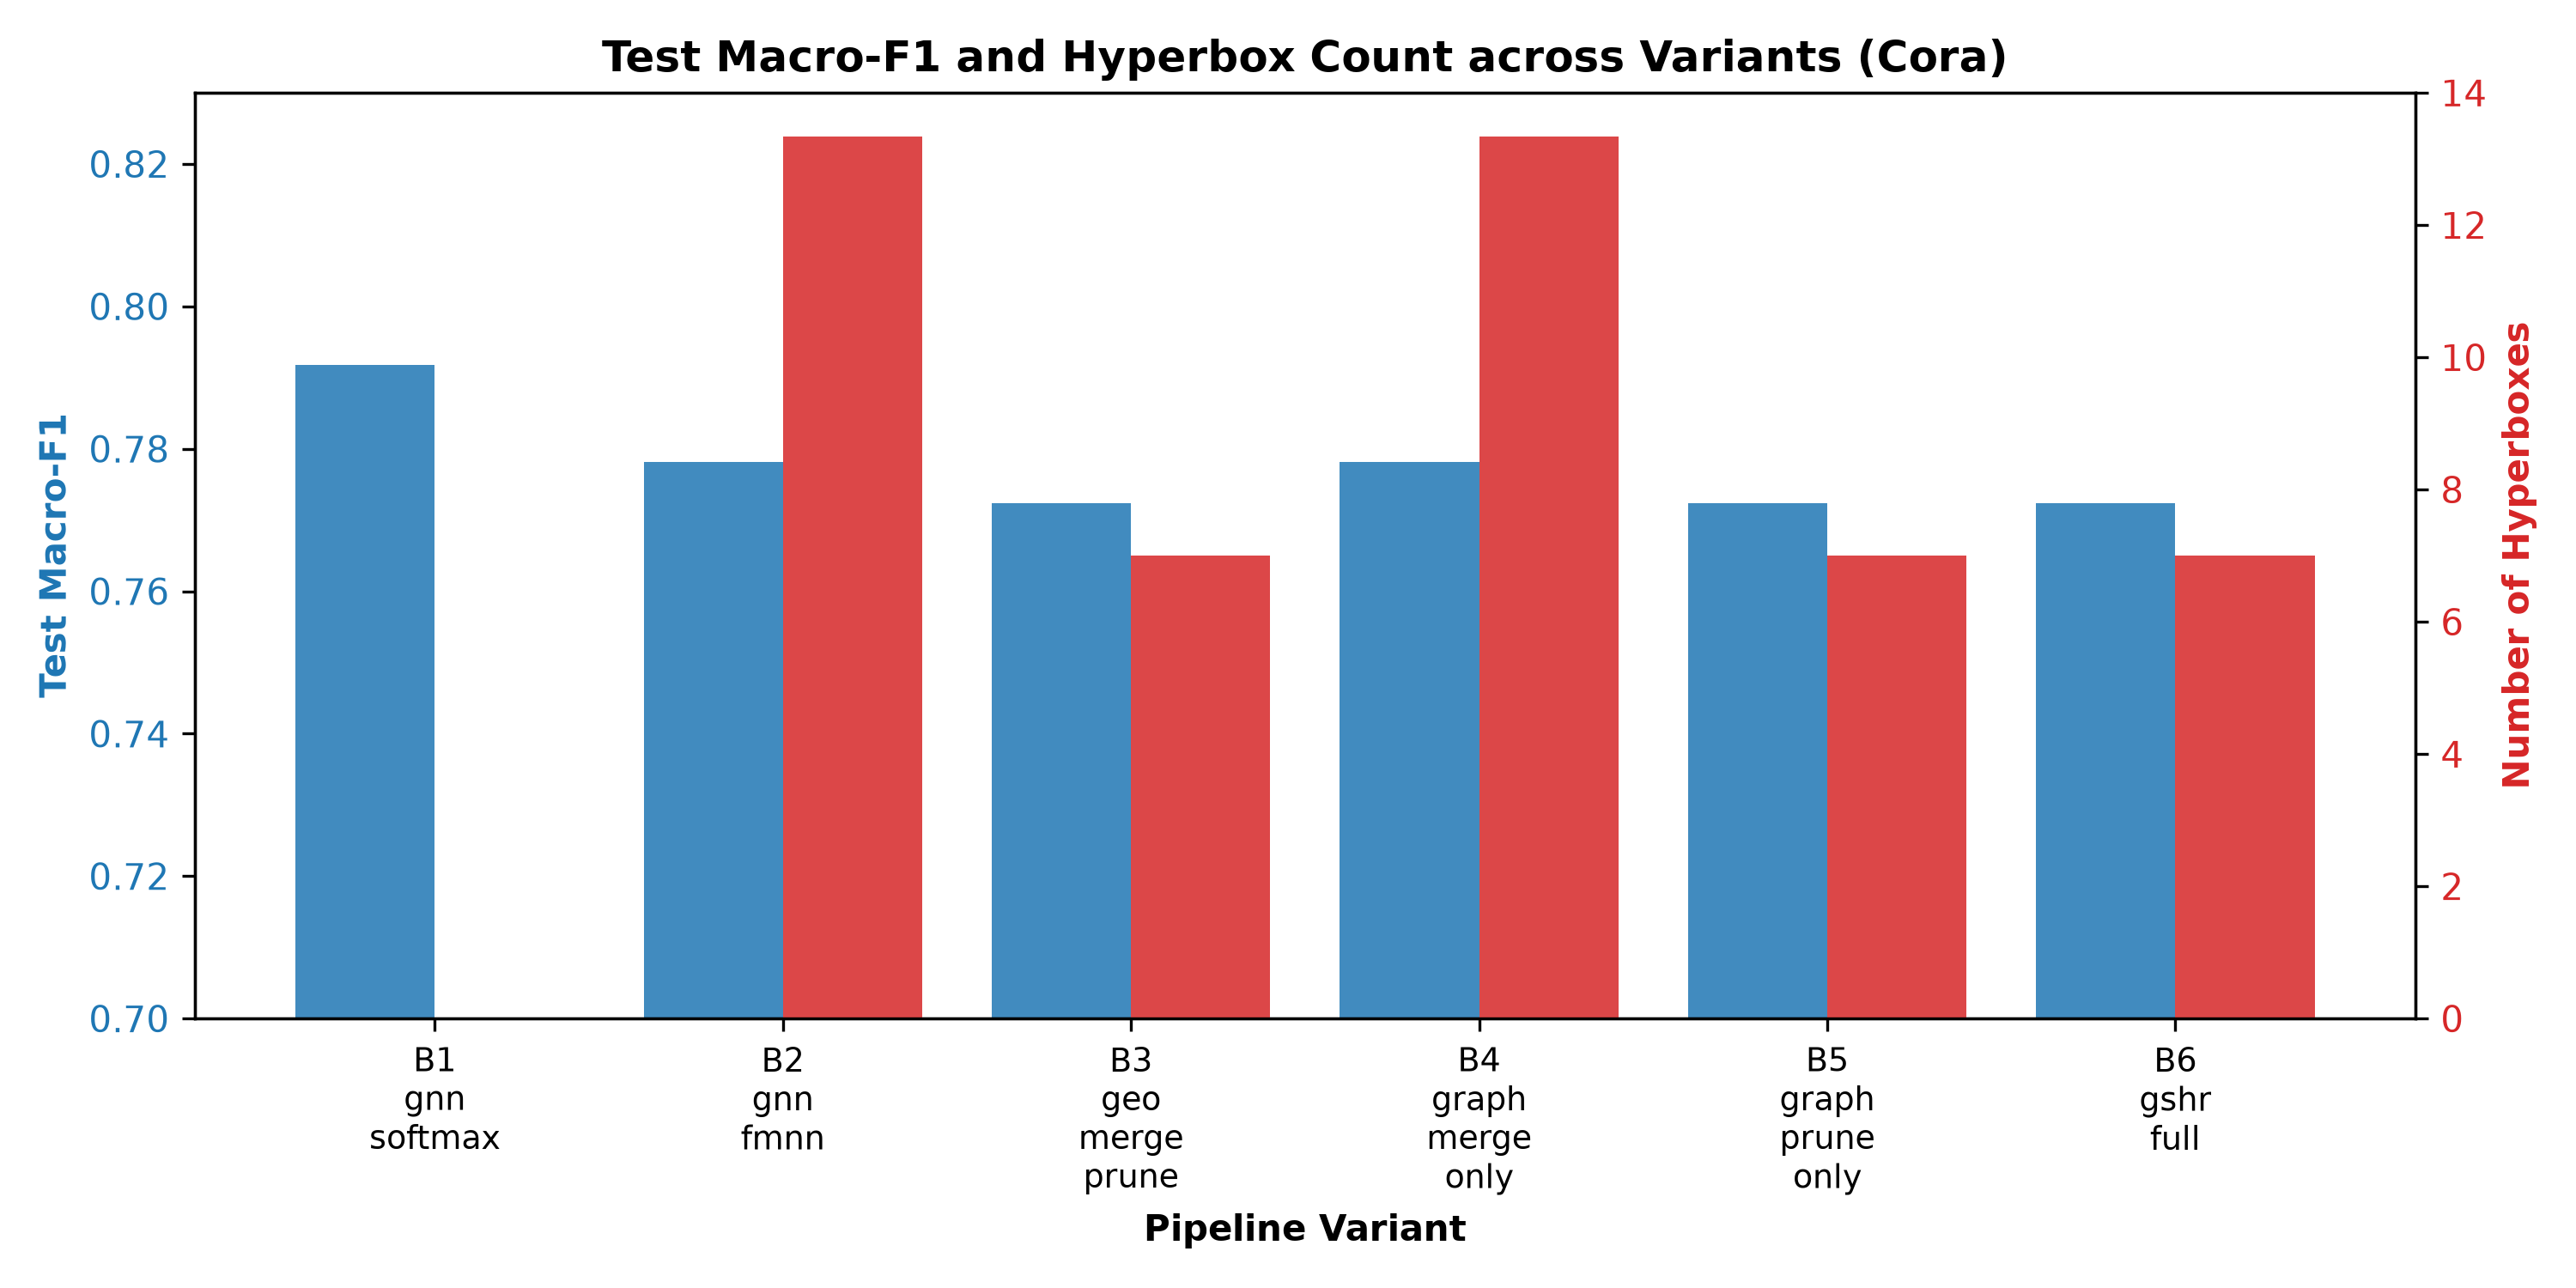 Test Macro-F1 and Hyperbox Count across Variants (Cora)
Test Macro-F1
0.82
0.80
0.78
0.76
0.74
0.72
0.70
14
12
10
8
6
4
2
0
Number of Hyperboxes
B1
gnn
softmax
B2
gnn
fmnn
B3
geo
merge
prune
B4
graph
merge
only
B5
graph
prune
only
B6
gshr
full
Pipeline Variant